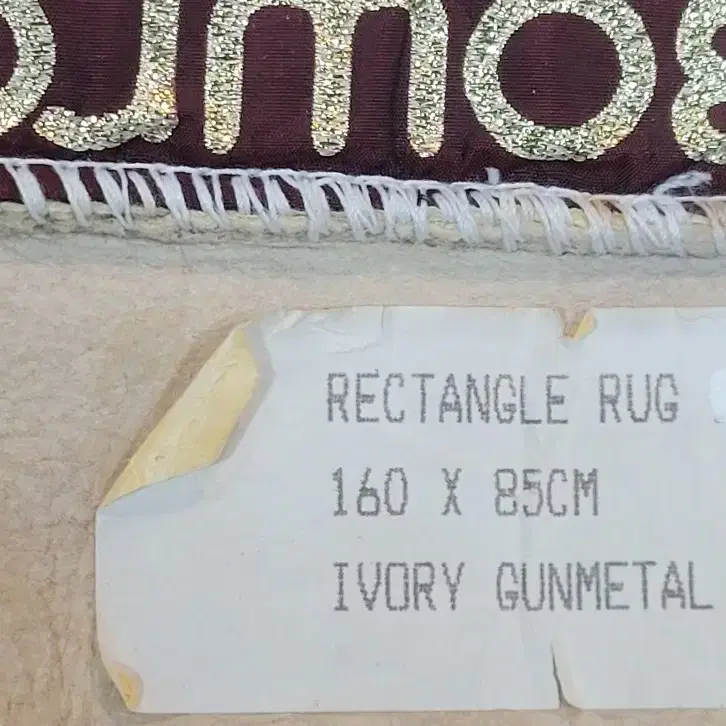 RECTANGLE RUG
160 X 85CM
IVORY GUNMETAL